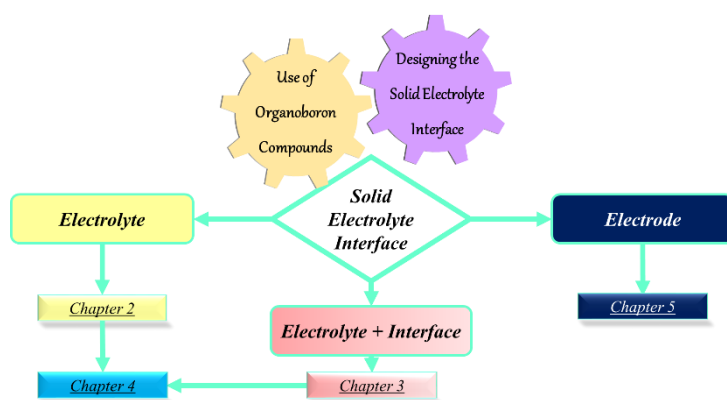 Use of
Organoboron
Compounds
Designing the
Solid Electrolyte
Interface
Solid
Electrolyte
Interface
Electrolyte
Electrode
Chapter 2
Chapter 5
Electrolyte + Interface
Chapter 4
Chapter 3